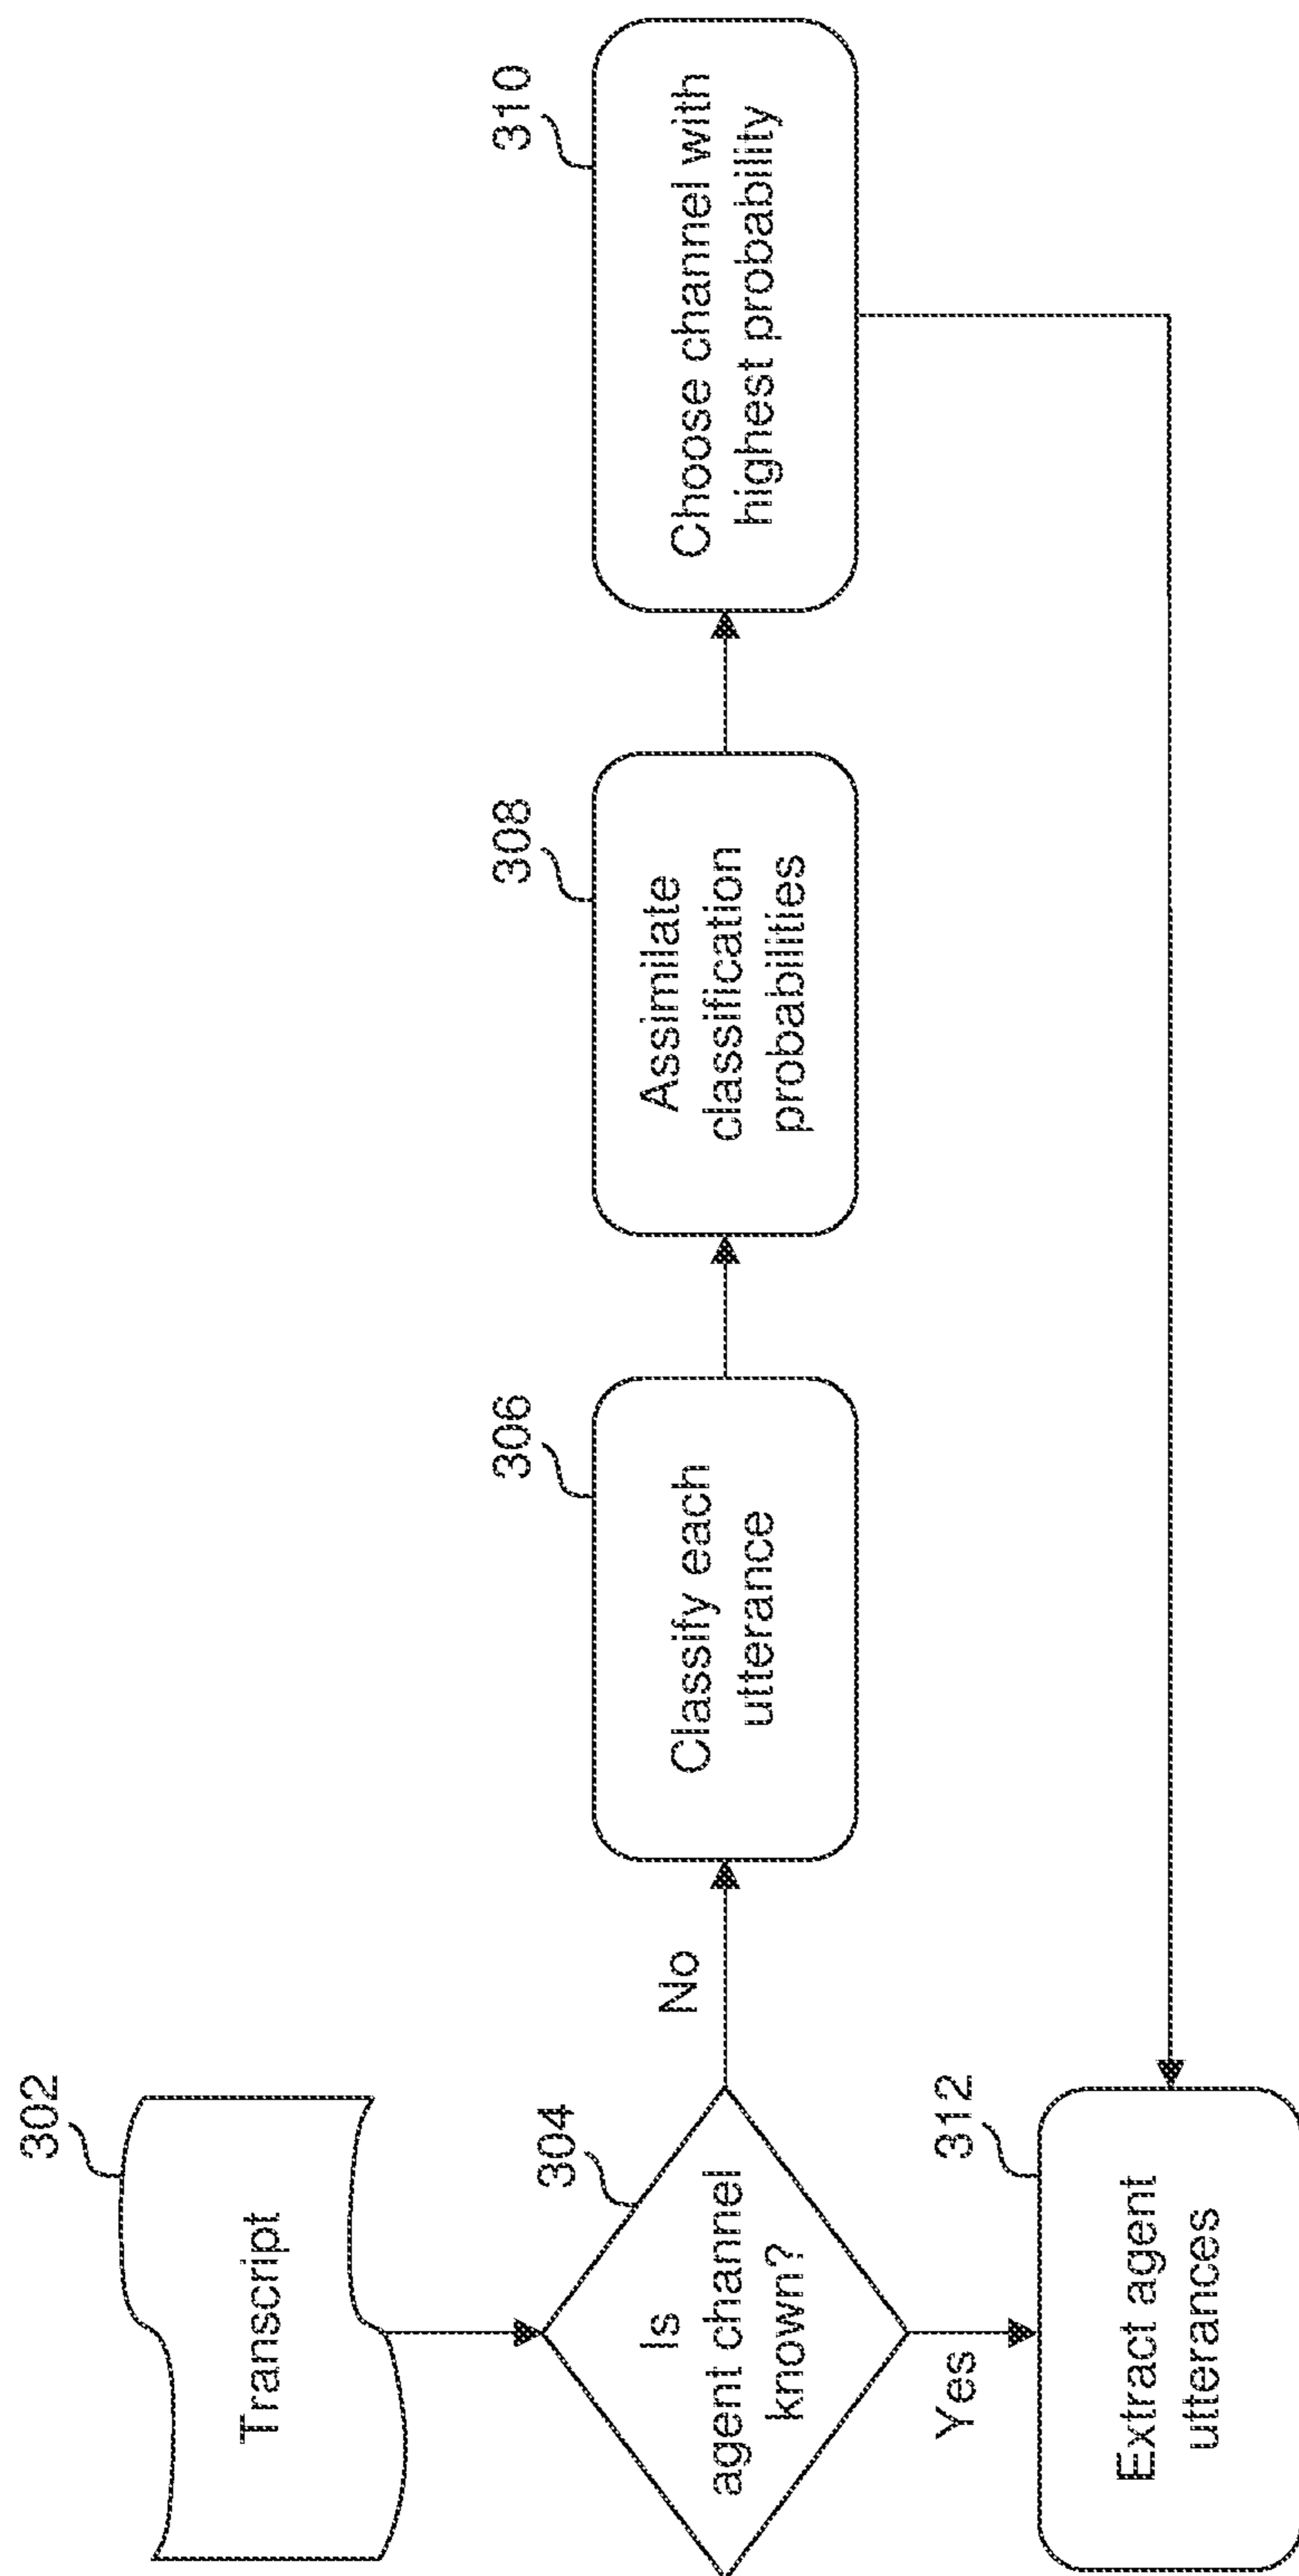 302
Transcript
304
Is
agent channel
known?
No
Yes
306
Classify each
utterance
308
Assimilate
classification
probabilities
310
Choose channel with
highest probability
312
Extract agent
utterances